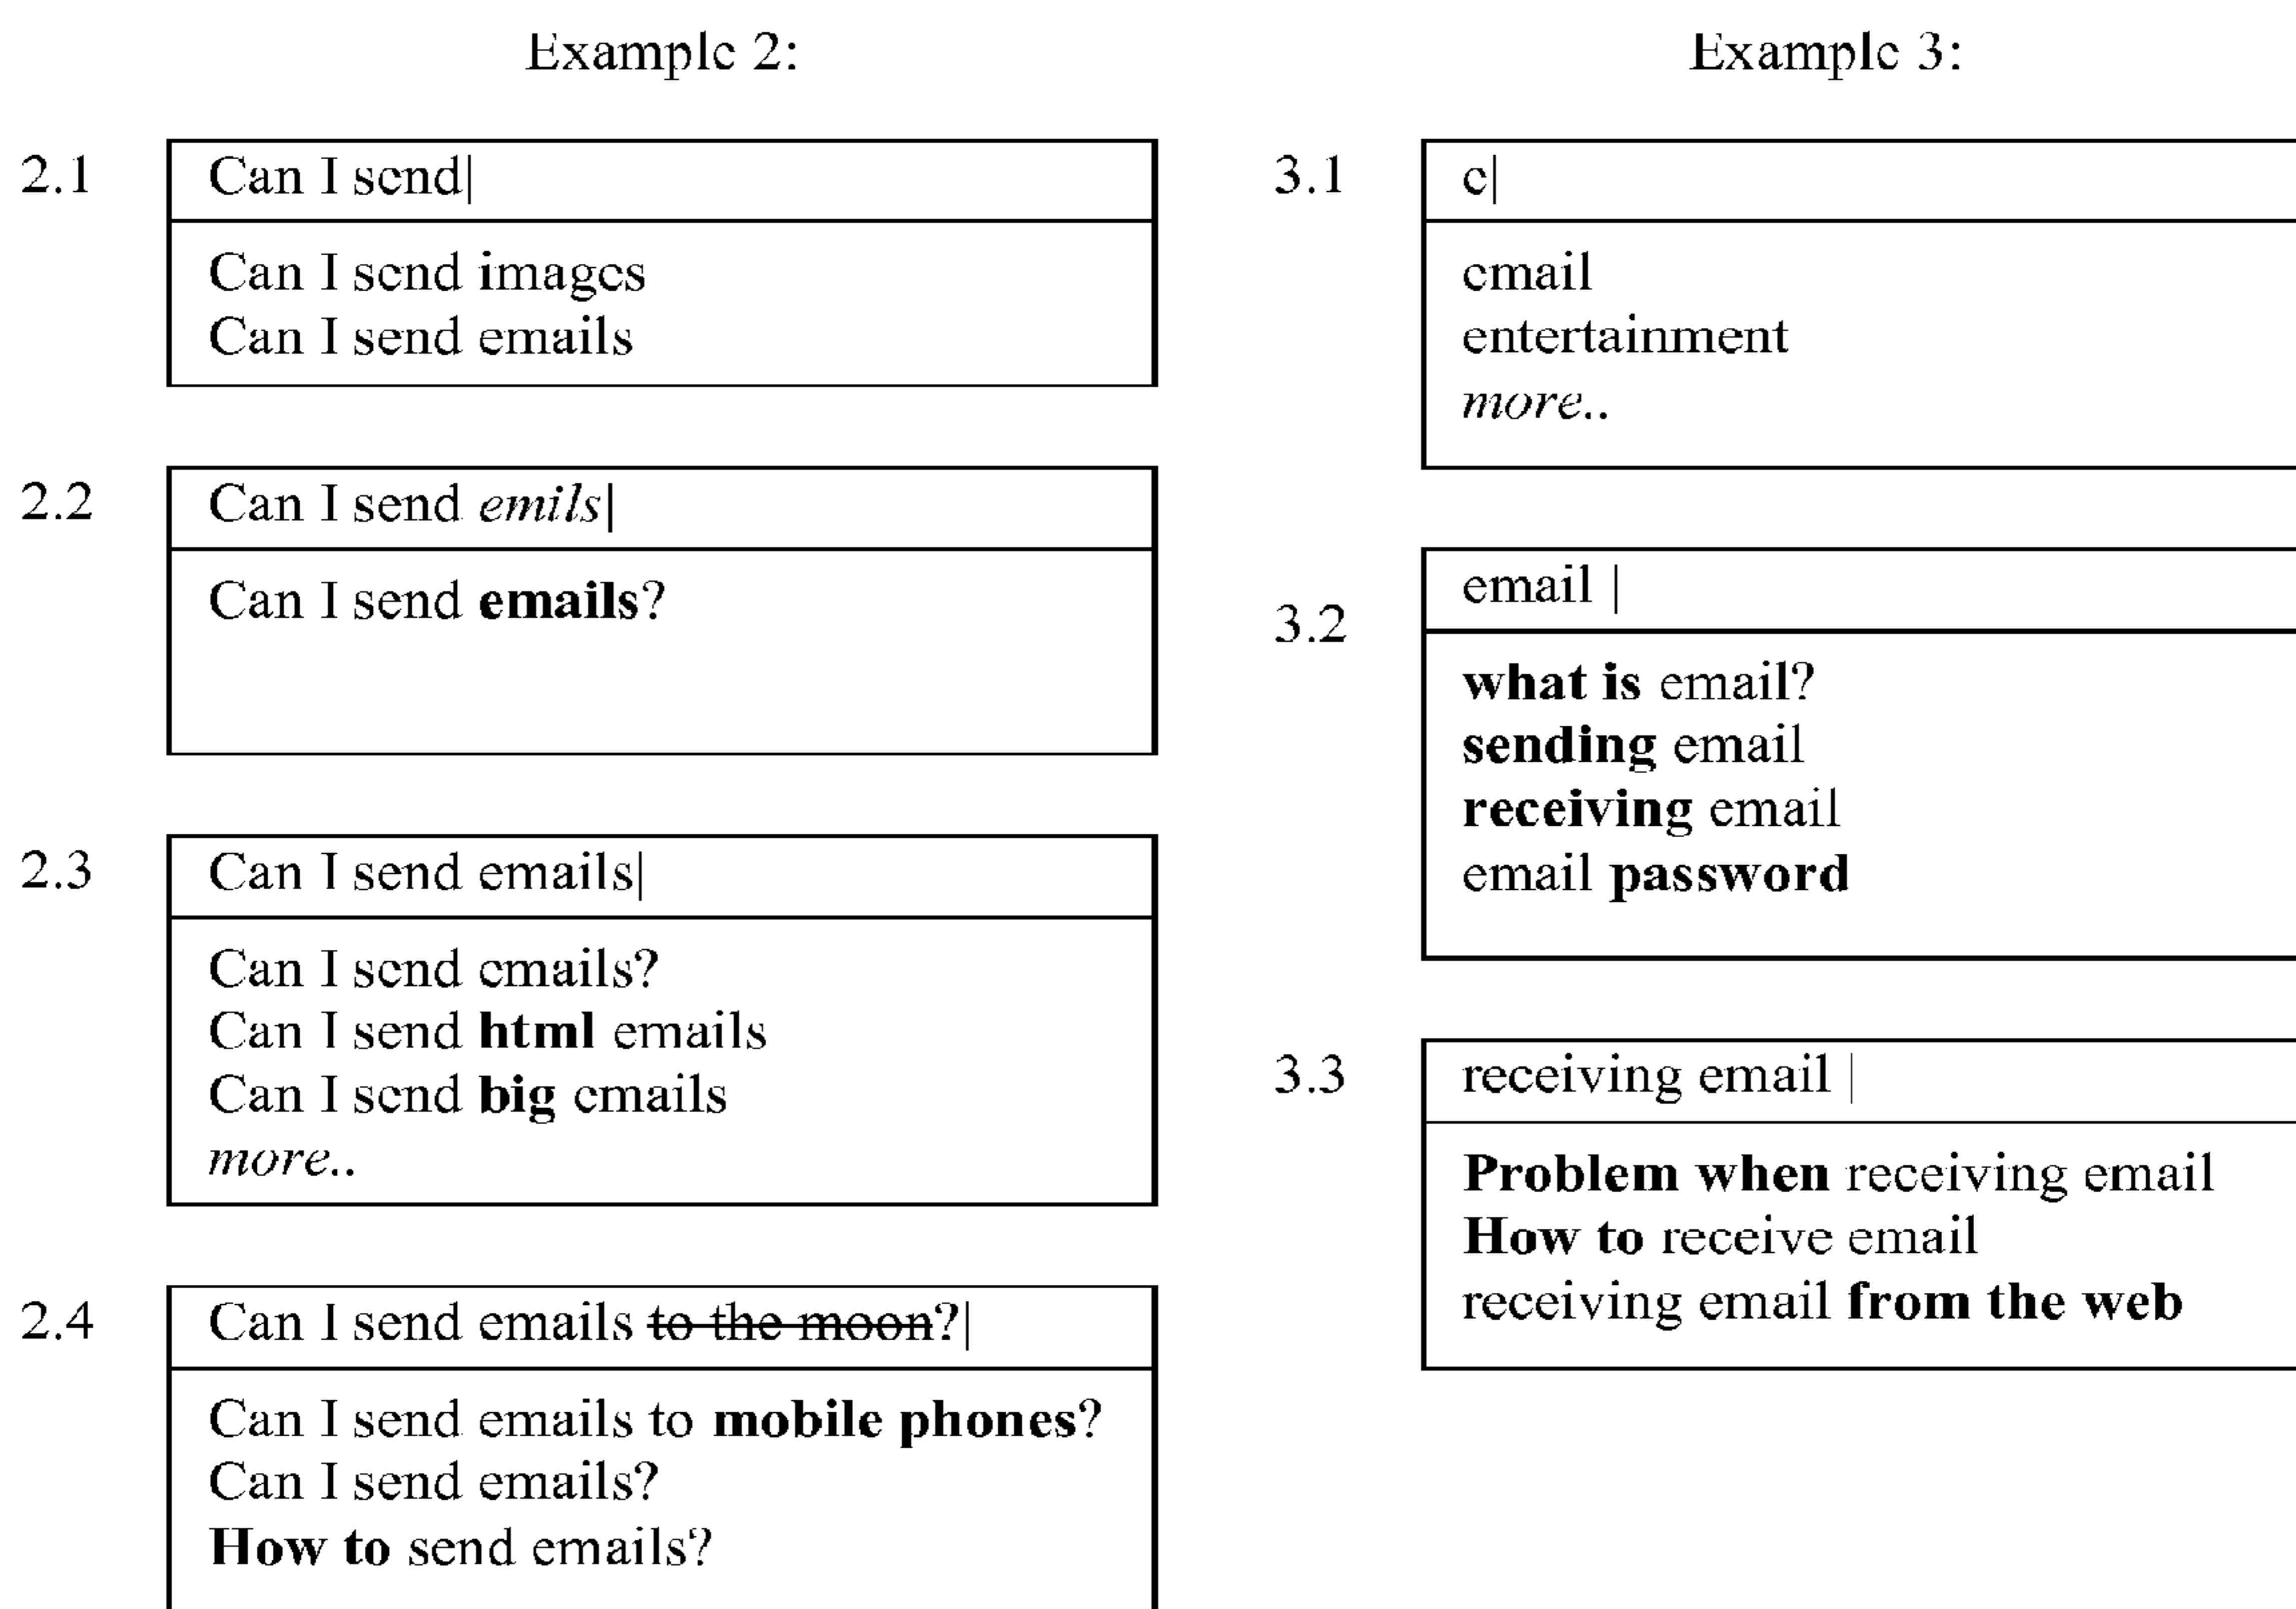 Example 2:
2.1
Can I send|
Can I send images
Can I send emails
2.2
Can I send emils|
Can I send emails?
2.3
Can I send emails|
Can I send emails?
Can I send html emails
Can I send big emails
more..
2.4
Can I send emails to the moon?|
Can I send emails to mobile phones?
Can I send emails?
How to send emails?
Example 3:
3.1
e|
email
entertainment
more..
3.2
email |
what is email?
sending email
receiving email
email password
3.3
receiving email |
Problem when receiving email
How to receive email
receiving email from the web